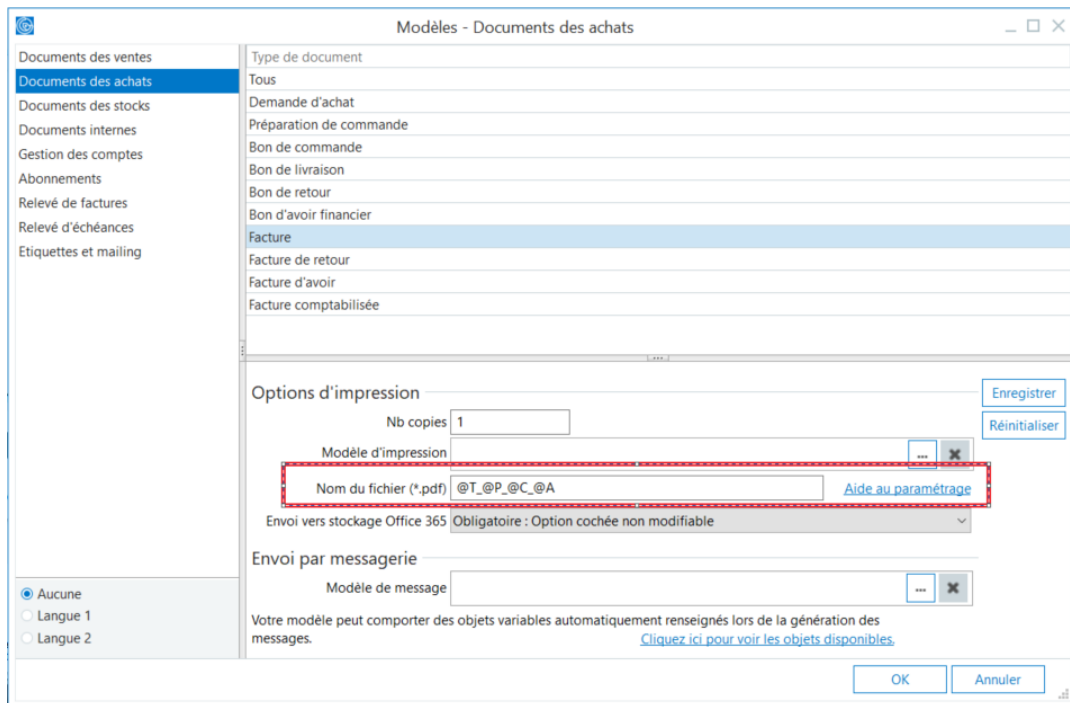 Modèles - Documents des achats
Documents des ventes
Documents des achats
Documents des stocks
Documents internes
Gestion des comptes
Abonnements
Relevé de factures
Relevé d'échéances
Etiquettes et mailing
Type de document
Tous
Demande d'achat
Préparation de commande
Bon de commande
Bon de livraison
Bon de retour
Bon d'avoir financier
Facture
Facture de retour
Facture d'avoir
Facture comptabilisée
Options d'impression
Enregistrer
Nb copies 1
Réinitialiser
Modèle d'impression ...
Nom du fichier (*.pdf) @T_@P_@C_@A Aide au paramétrage
Envoi vers stockage Office 365 Obligatoire : Option cochée non modifiable
Envoi par messagerie
Modèle de message ...
Votre modèle peut comporter des objets variables automatiquement renseignés lors de la génération des
messages. Cliquez ici pour voir les objets disponibles.
Aucune
Langue 1
Langue 2
OK Annuler